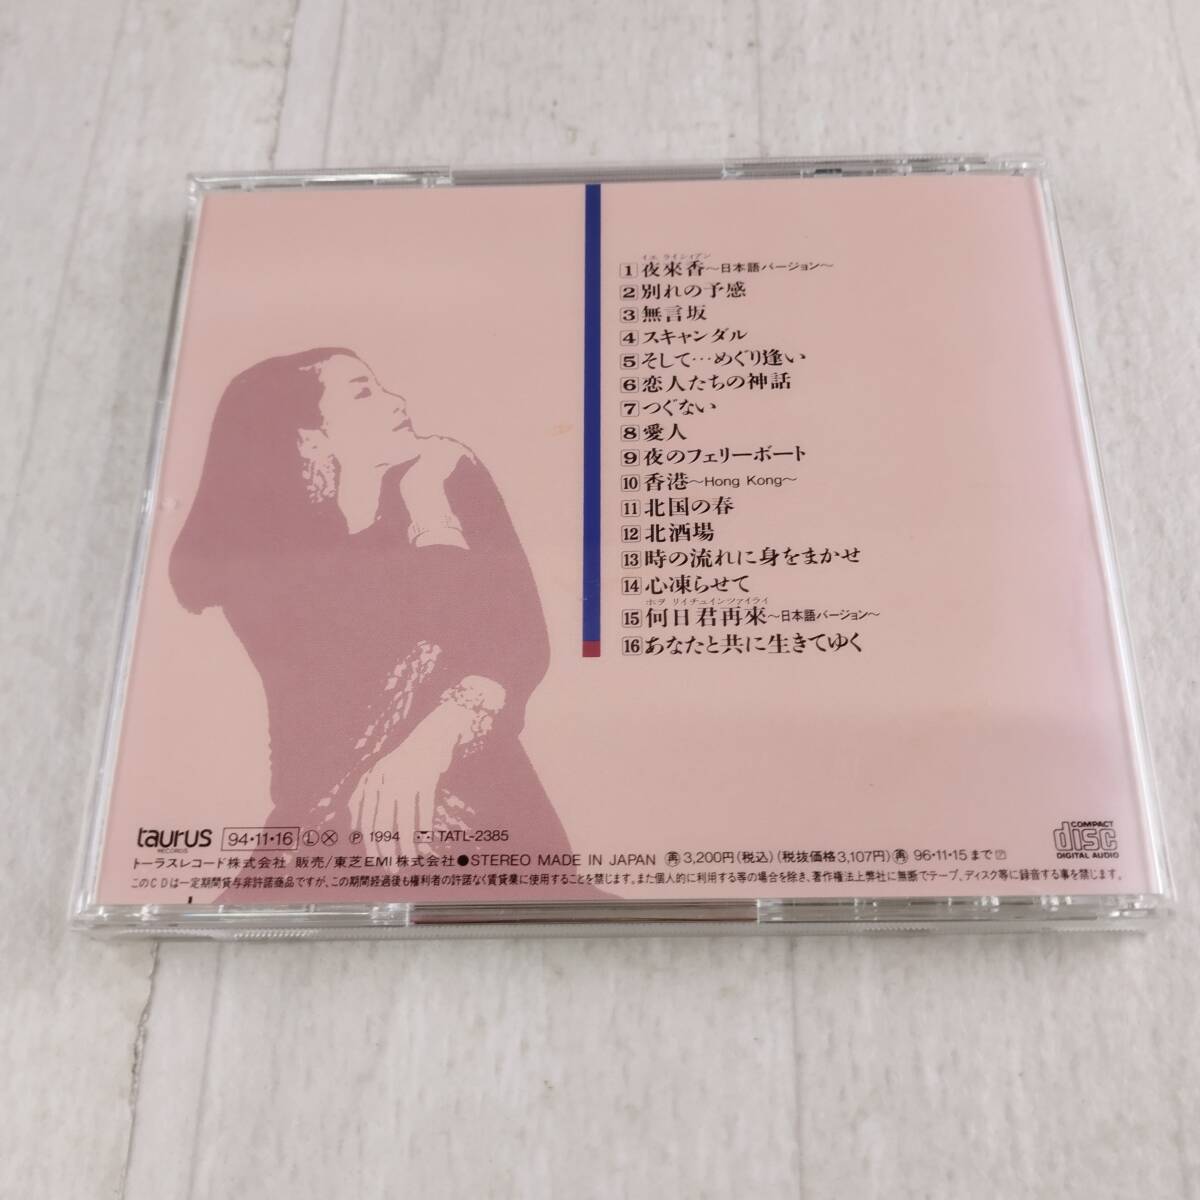 イエ ライシィアン
1 夜來香～日本語バージョン～
2 別れの予感
3 無言坂
4 スキャンダル
5 そして…めぐり逢い
6 恋人たちの神話
7 つぐない
8 愛人
9 夜のフェリーボート
10 香港～Hong Kong～
11 北国の春
12 北酒場
13 時の流れに身をまかせ
14 心凍らせて
ホヲ リイチュインツァイライ
15 何日君再來～日本語バージョン～
16 あなたと共に生きてゆく
taurus RECORDS 94・11・16 Ⓛ Ⓧ Ⓟ 1994 TATL-2385
COMPACT disc DIGITAL AUDIO
トーラスレコード株式会社 販売/東芝EMI株式会社●STEREO MADE IN JAPAN ㊞3,200円(税込)(税抜価格3,107円)再 96・11・15まで
このCDは一定期間貸与非許諾商品ですが、この期間経過後も権利者の許諾なく賃貸業に使用することを禁じます。また個人的に利用する等の場合を除き、著作権法上弊社に無断でテープ、ディスク等に録音する事を禁じます。